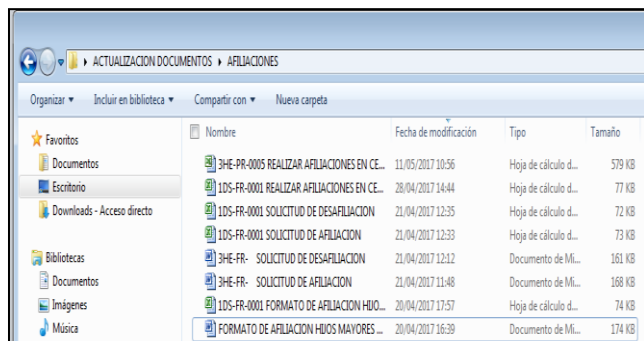 ACTUALIZACION DOCUMENTOS AFILIACIONES
Organizar Incluir en biblioteca Compartir con Nueva carpeta
Favoritos
Documentos
Escritorio
Downloads - Acceso directo
Bibliotecas
Documentos
Imágenes
Música
Nombre Fecha de modificación Tipo Tamaño
3HE-PR-0005 REALIZAR AFILIACIONES EN CE... 11/05/2017 10:56 Hoja de cálculo d... 579 KB
1DS-FR-0001 REALIZAR AFILIACIONES EN CE... 28/04/2017 14:44 Hoja de cálculo d... 77 KB
1DS-FR-0001 SOLICITUD DE DESAFILIACION 21/04/2017 12:35 Hoja de cálculo d... 72 KB
1DS-FR-0001 SOLICITUD DE AFILIACION 21/04/2017 12:33 Hoja de cálculo d... 73 KB
3HE-FR- SOLICITUD DE DESAFILIACION 21/04/2017 12:12 Documento de Mi... 161 KB
3HE-FR- SOLICITUD DE AFILIACION 21/04/2017 11:48 Documento de Mi... 168 KB
1DS-FR-0001 FORMATO DE AFILIACION HIJO... 20/04/2017 17:57 Hoja de cálculo d... 74 KB
FORMATO DE AFILIACION HIJOS MAYORES ... 20/04/2017 16:39 Documento de Mi... 174 KB